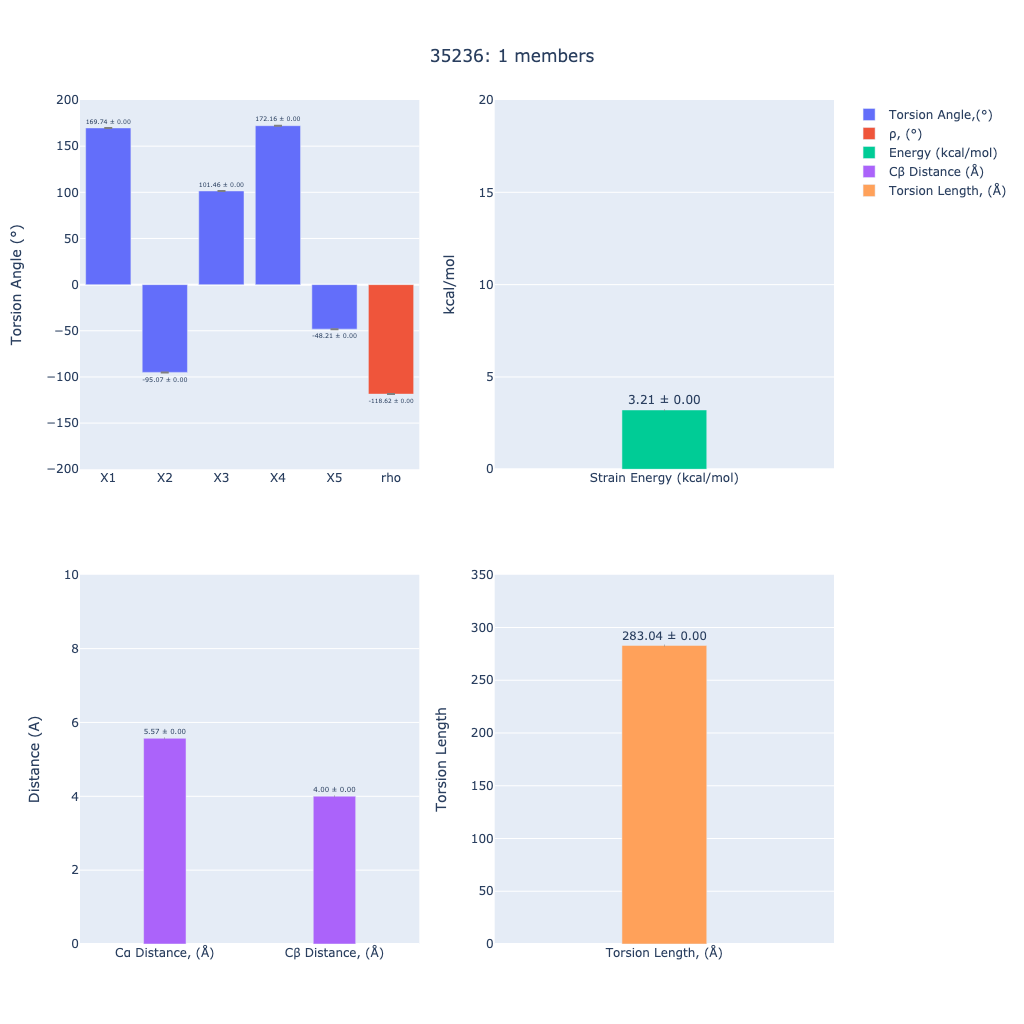 35236: 1 members
200
150
100
50
0
−50
−100
−150
−200
Torsion Angle (°)
169.74 ± 0.00
-95.07 ± 0.00
101.46 ± 0.00
172.16 ± 0.00
-48.21 ± 0.00
-118.62 ± 0.00
X1 X2 X3 X4 X5 rho
20
15
10
5
0
kcal/mol
3.21 ± 0.00
Strain Energy (kcal/mol)
Torsion Angle,(°)
ρ, (°)
Energy (kcal/mol)
Cβ Distance (Å)
Torsion Length, (Å)
10
8
6
4
2
0
Distance (A)
5.57 ± 0.00
4.00 ± 0.00
Cα Distance, (Å) Cβ Distance, (Å)
350
300
250
200
150
100
50
0
Torsion Length
283.04 ± 0.00
Torsion Length, (Å)